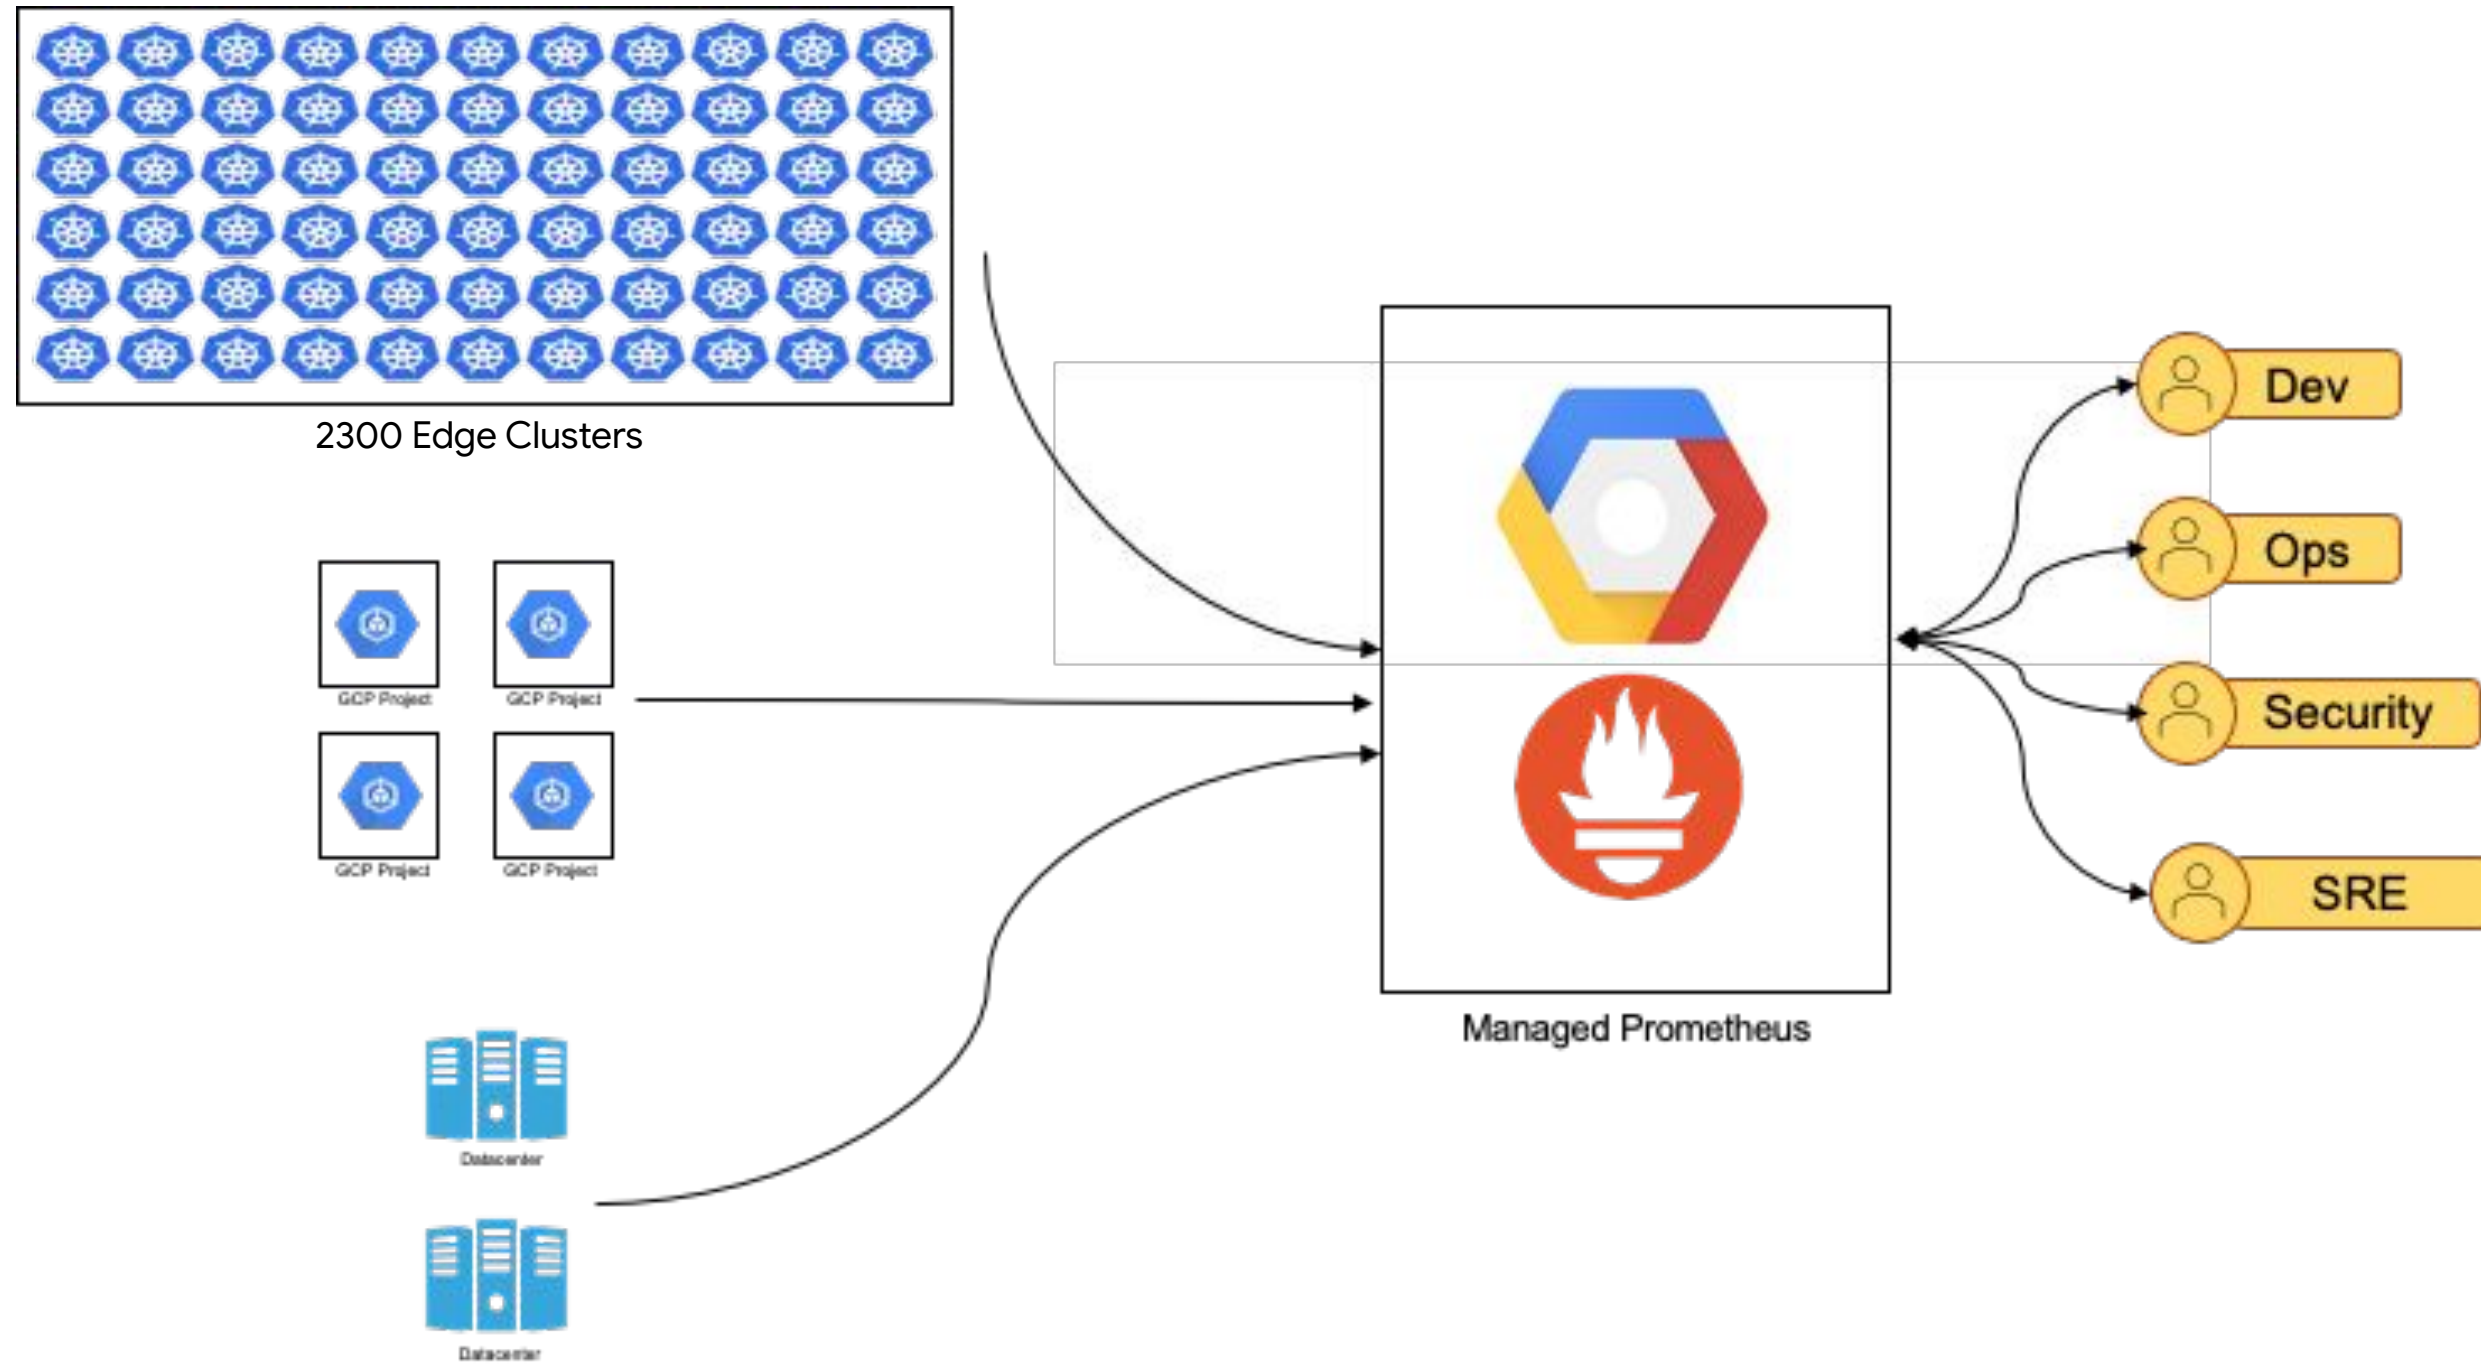 2300 Edge Clusters
GCP Project
GCP Project
GCP Project
GCP Project
Datacenter
Datacenter
Managed Prometheus
Dev
Ops
Security
SRE